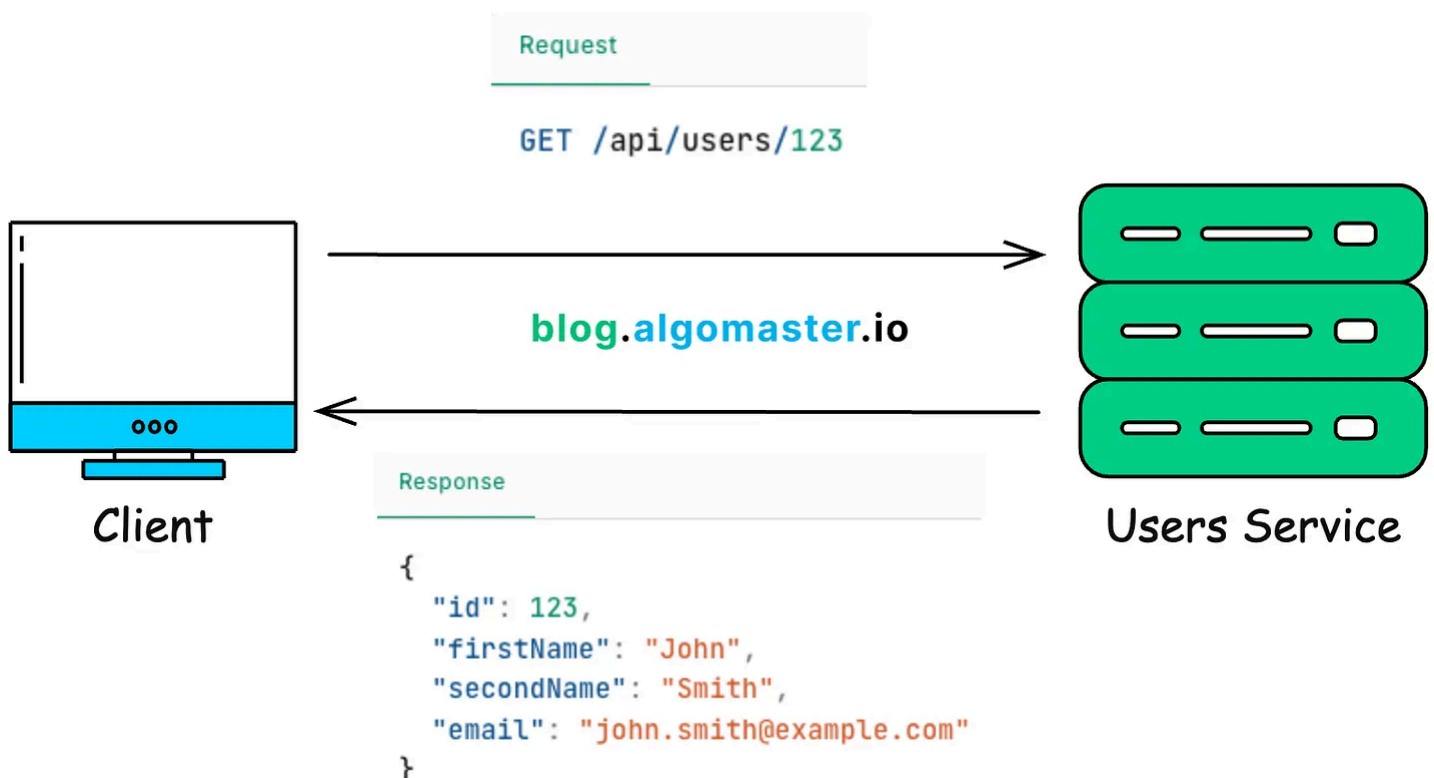 Request
GET /api/users/123
blog.algomaster.io
Response
Client
Users Service
{
"id": 123,
"firstName": "John",
"secondName": "Smith",
"email": "john.smith@example.com"
}